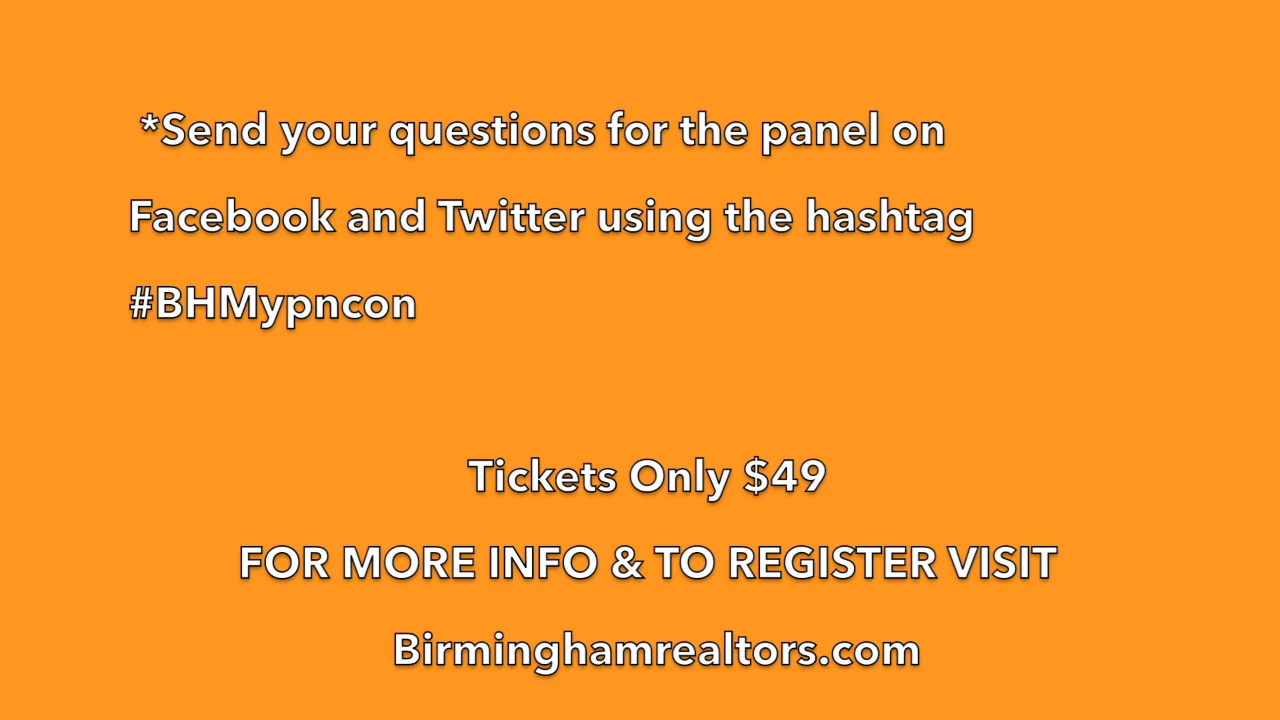 *Send your questions for the panel on
Facebook and Twitter using the hashtag
#BHMypncon
Tickets Only $49
FOR MORE INFO & TO REGISTER VISIT
Birminghamrealtors.com